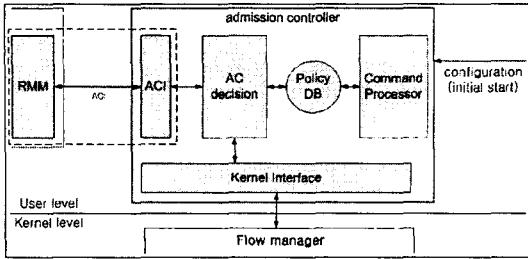 admission controller
RMM
ACI
ACI
AC
decision
Policy
DB
Command
Processor
configuration
(initial start)
Kernel Interface
User level
Kernel level
Flow manager